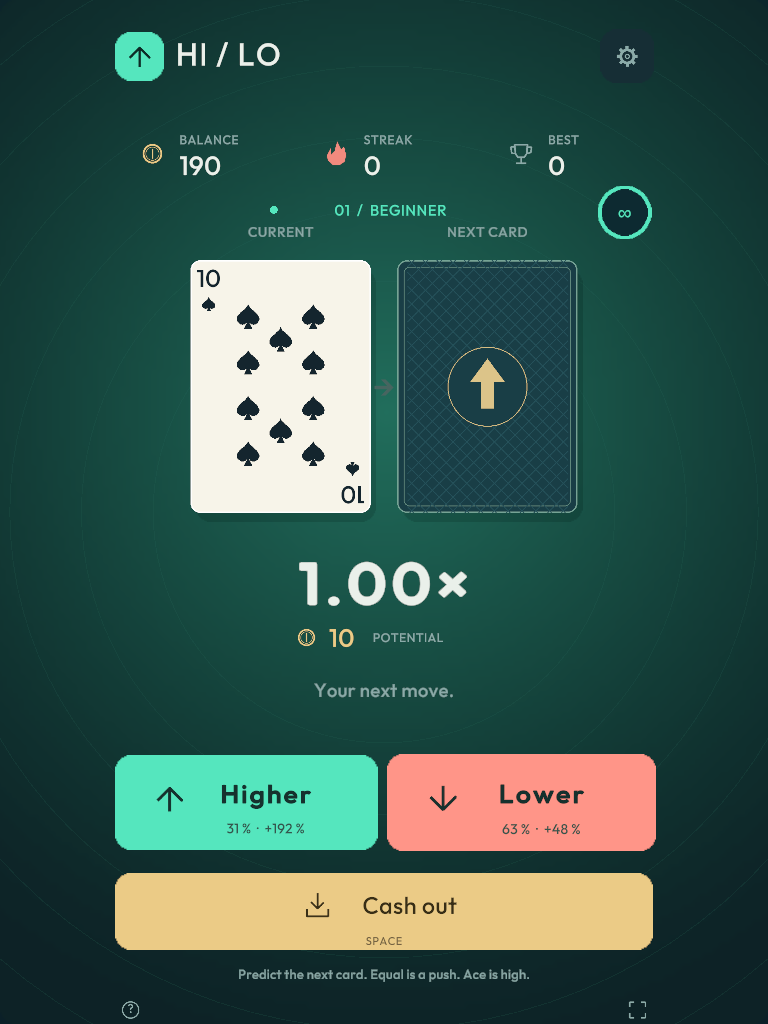 HI / LO
BALANCE
190
STREAK
0
BEST
0
01 / BEGINNER
∞
CURRENT
NEXT CARD
10
10
1.00×
10 POTENTIAL
Your next move.
Higher
31 % · +192 %
Lower
63 % · +48 %
Cash out
SPACE
Predict the next card. Equal is a push. Ace is high.
?